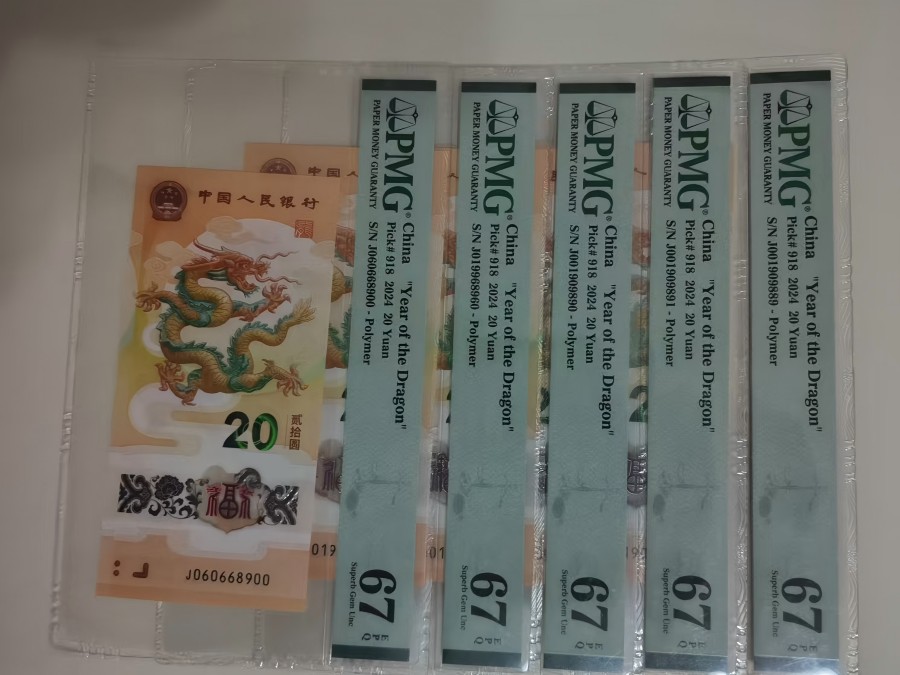 中国人民银行
20
贰拾圆
福
J060668900
中国人
019
PMG®
PAPER MONEY GUARANTY
China "Year of the Dragon"
Pick# 918 2024 20 Yuan
S/N J060668900 - Polymer
67 EPQ
Superb Gem Unc
PMG®
PAPER MONEY GUARANTY
China "Year of the Dragon"
Pick# 918 2024 20 Yuan
S/N J019968960 - Polymer
67 EPQ
Superb Gem Unc
PMG®
PAPER MONEY GUARANTY
China "Year of the Dragon"
Pick# 918 2024 20 Yuan
S/N J001909890 - Polymer
67 EPQ
Superb Gem Unc
PMG®
PAPER MONEY GUARANTY
China "Year of the Dragon"
Pick# 918 2024 20 Yuan
S/N J001909891 - Polymer
67 EPQ
Superb Gem Unc
PMG®
PAPER MONEY GUARANTY
China "Year of the Dragon"
Pick# 918 2024 20 Yuan
S/N J001909889 - Polymer
67 EPQ
Superb Gem Unc